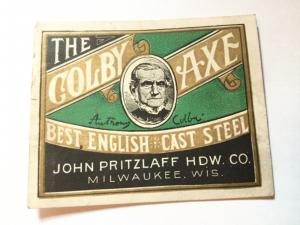 THE
COLBY AXE
Anthony Colby
BEST ENGLISH CAST STEEL
JOHN PRITZLAFF HDW. CO.
MILWAUKEE, WIS.